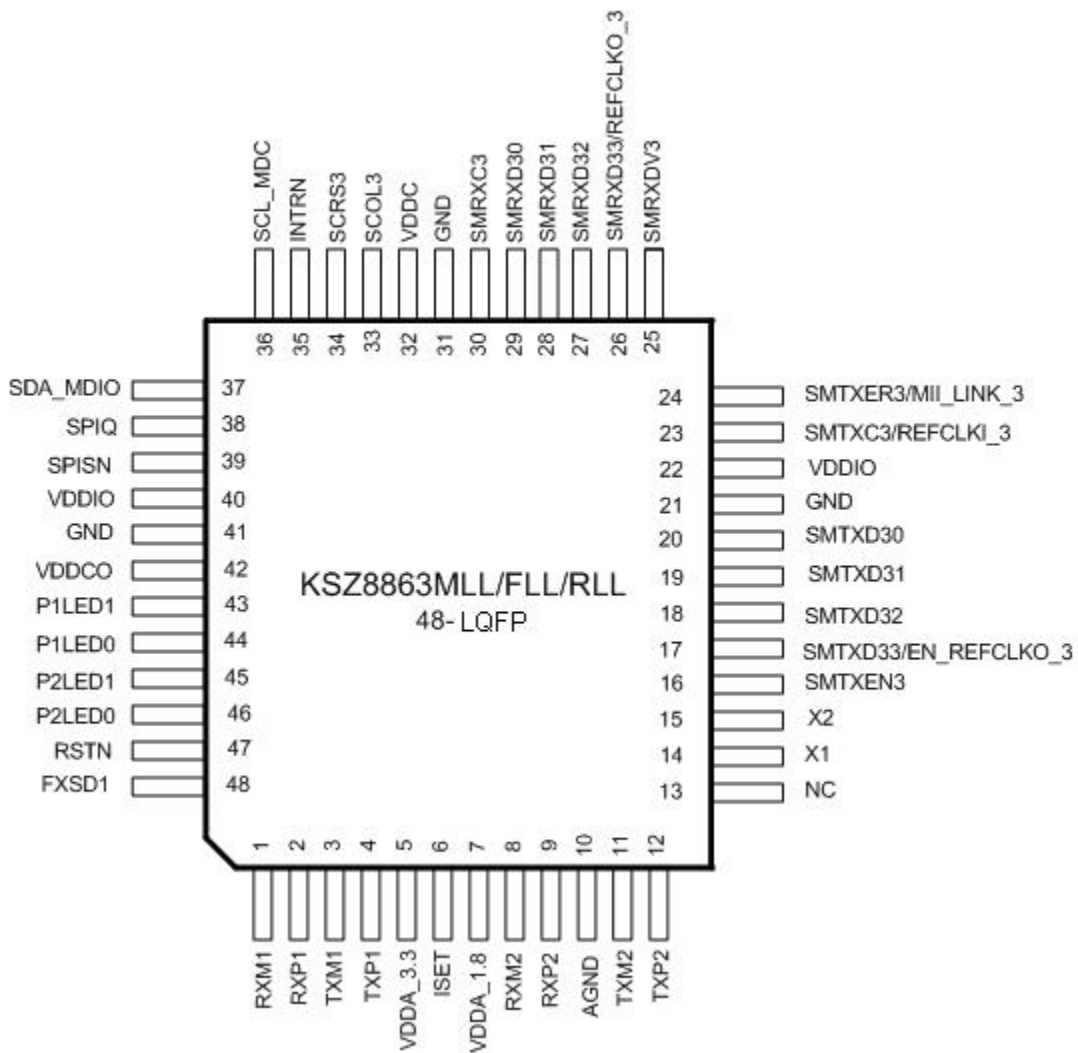 SCL_MDC
INTRN
SCRS3
SCOL3
VDDC
GND
SMRXC3
SMRXD30
SMRXD31
SMRXD32
SMRXD33/REFCLKO_3
SMRXDV3
36 35 34 33 32 31 30 29 28 27 26 25
SDA_MDIO 37
SPIQ 38
SPISN 39
VDDIO 40
GND 41
VDDCO 42
P1LED1 43
P1LED0 44
P2LED1 45
P2LED0 46
RSTN 47
FXSD1 48
KSZ8863MLL/FLL/RLL
48-LQFP
24 SMTXER3/MII_LINK_3
23 SMTXC3/REFCLKI_3
22 VDDIO
21 GND
20 SMTXD30
19 SMTXD31
18 SMTXD32
17 SMTXD33/EN_REFCLKO_3
16 SMTXEN3
15 X2
14 X1
13 NC
1 2 3 4 5 6 7 8 9 10 11 12
RXM1
RXP1
TXM1
TXP1
VDDA_3.3
ISET
VDDA_1.8
RXM2
RXP2
AGND
TXM2
TXP2